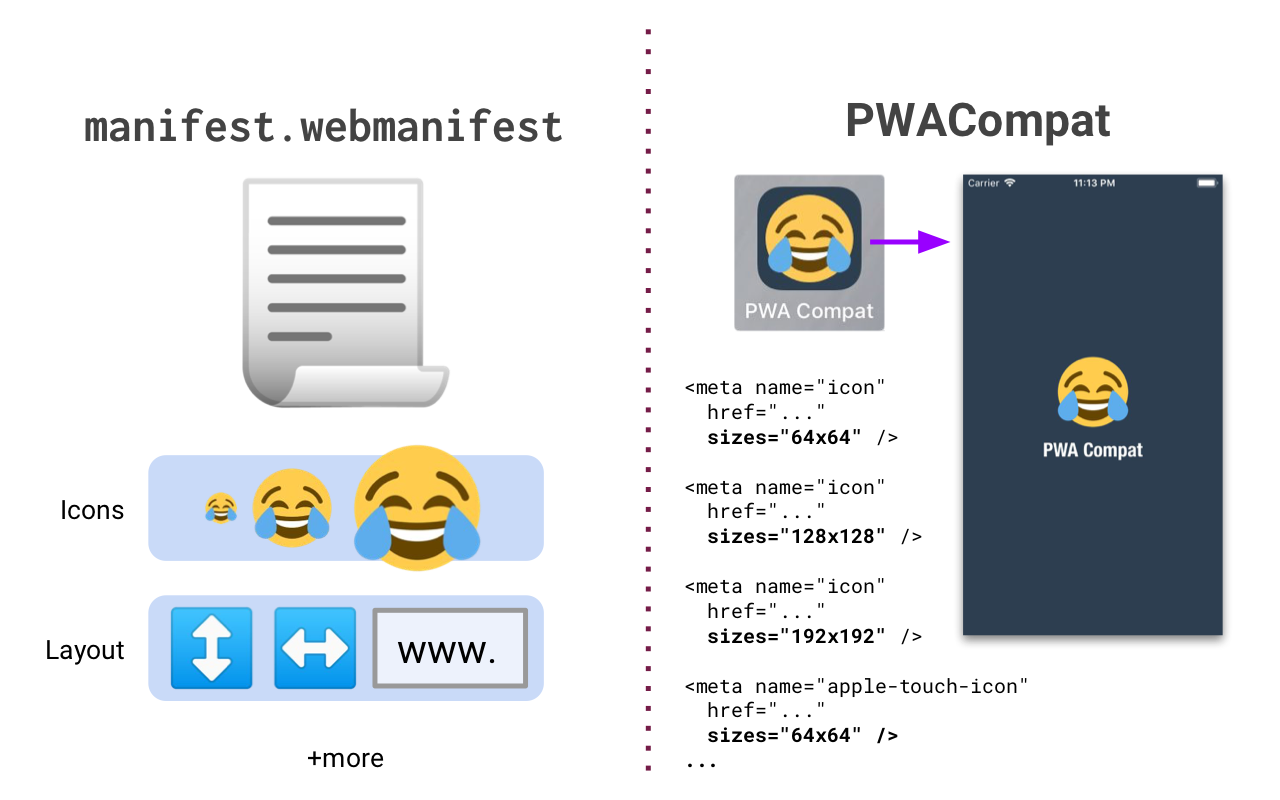 manifest.webmanifest
Icons
Layout
www.
+more
PWACompat
PWA Compat
Carrier 11:13 PM
PWA Compat
<meta name="icon"
href="..."
sizes="64x64" />
<meta name="icon"
href="..."
sizes="128x128" />
<meta name="icon"
href="..."
sizes="192x192" />
<meta name="apple-touch-icon"
href="..."
sizes="64x64" />
...